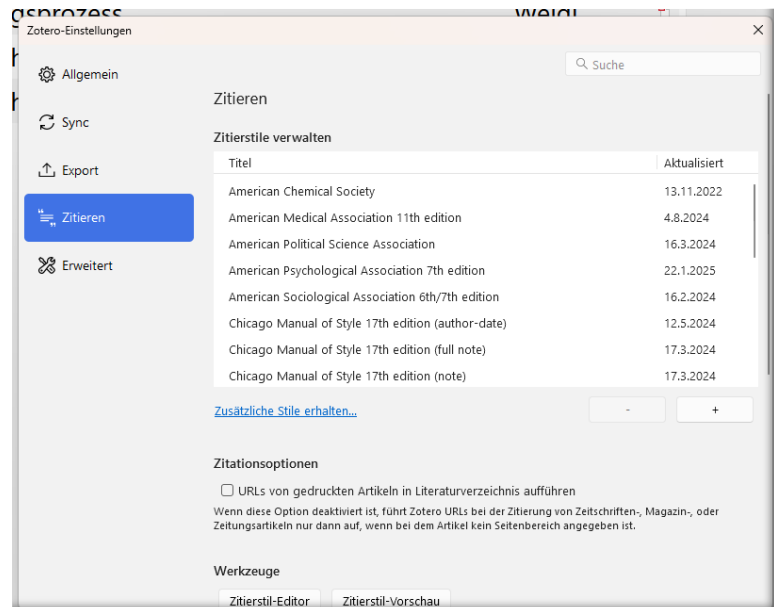 gsprozess
Zotero-Einstellungen
Allgemein
Sync
Export
Zitieren
Erweitert
Suche
Zitieren
Zitierstile verwalten
Titel Aktualisiert
American Chemical Society 13.11.2022
American Medical Association 11th edition 4.8.2024
American Political Science Association 16.3.2024
American Psychological Association 7th edition 22.1.2025
American Sociological Association 6th/7th edition 16.2.2024
Chicago Manual of Style 17th edition (author-date) 12.5.2024
Chicago Manual of Style 17th edition (full note) 17.3.2024
Chicago Manual of Style 17th edition (note) 17.3.2024
Zusätzliche Stile erhalten... - +
Zitationsoptionen
URLs von gedruckten Artikeln in Literaturverzeichnis aufführen
Wenn diese Option deaktiviert ist, führt Zotero URLs bei der Zitierung von Zeitschriften-, Magazin-, oder
Zeitungsartikeln nur dann auf, wenn bei dem Artikel kein Seitenbereich angegeben ist.
Werkzeuge
Zitierstil-Editor Zitierstil-Vorschau